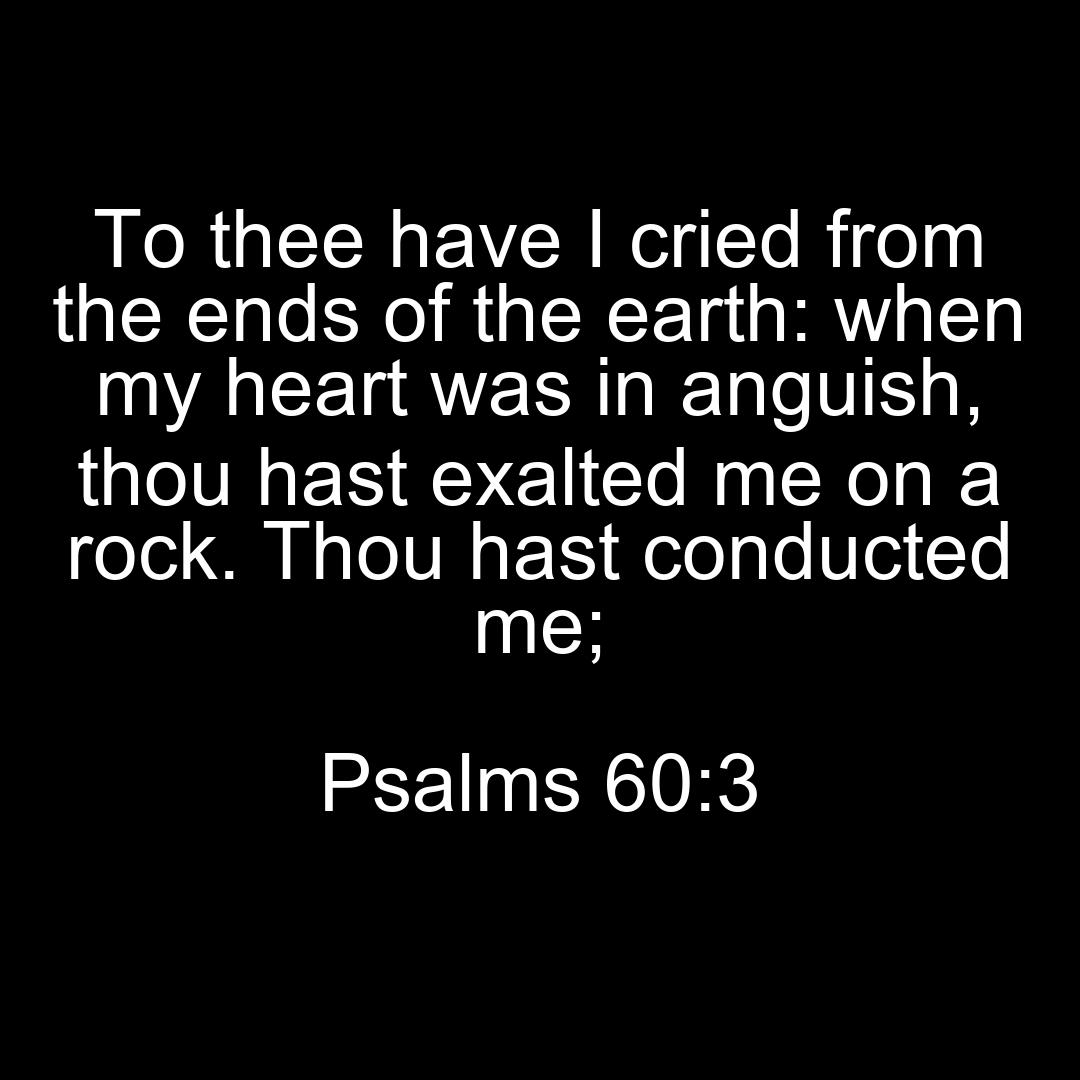 To thee have I cried from
the ends of the earth: when
my heart was in anguish,
thou hast exalted me on a
rock. Thou hast conducted
me;
Psalms 60:3